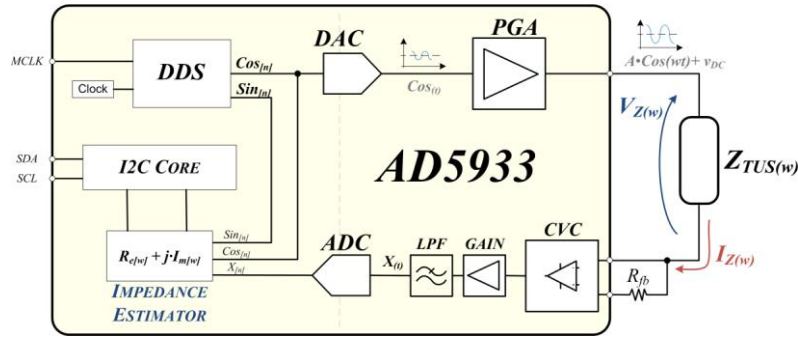 MCLK
DDS
Clock
Cos[n]
Sin[n]
DAC
Cos(t)
PGA
A•Cos(wt)+ vDC
VZ(w)
ZTUS(w)
IZ(w)
SDA
SCL
I2C CORE
AD5933
Re[w] + j·Im[w]
Sin[n]
Cos[n]
X[n]
IMPEDANCE
ESTIMATOR
ADC
X(t)
LPF
GAIN
CVC
Rfb